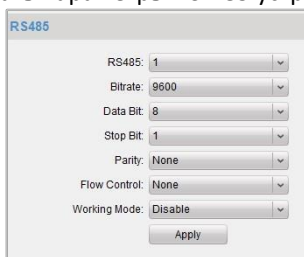 RS485
RS485: 1
Bitrate: 9600
Data Bit: 8
Stop Bit: 1
Parity: None
Flow Control: None
Working Mode: Disable
Apply